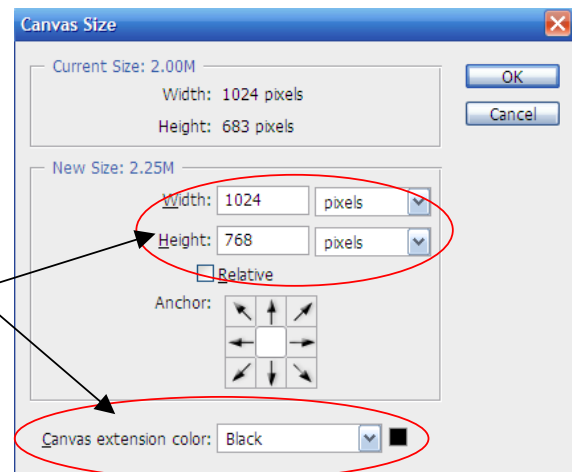 Canvas Size
Current Size: 2.00M
OK
Width: 1024 pixels
Cancel
Height: 683 pixels
New Size: 2.25M
Width: 1024 pixels
Height: 768 pixels
Relative
Anchor:
Canvas extension color: Black